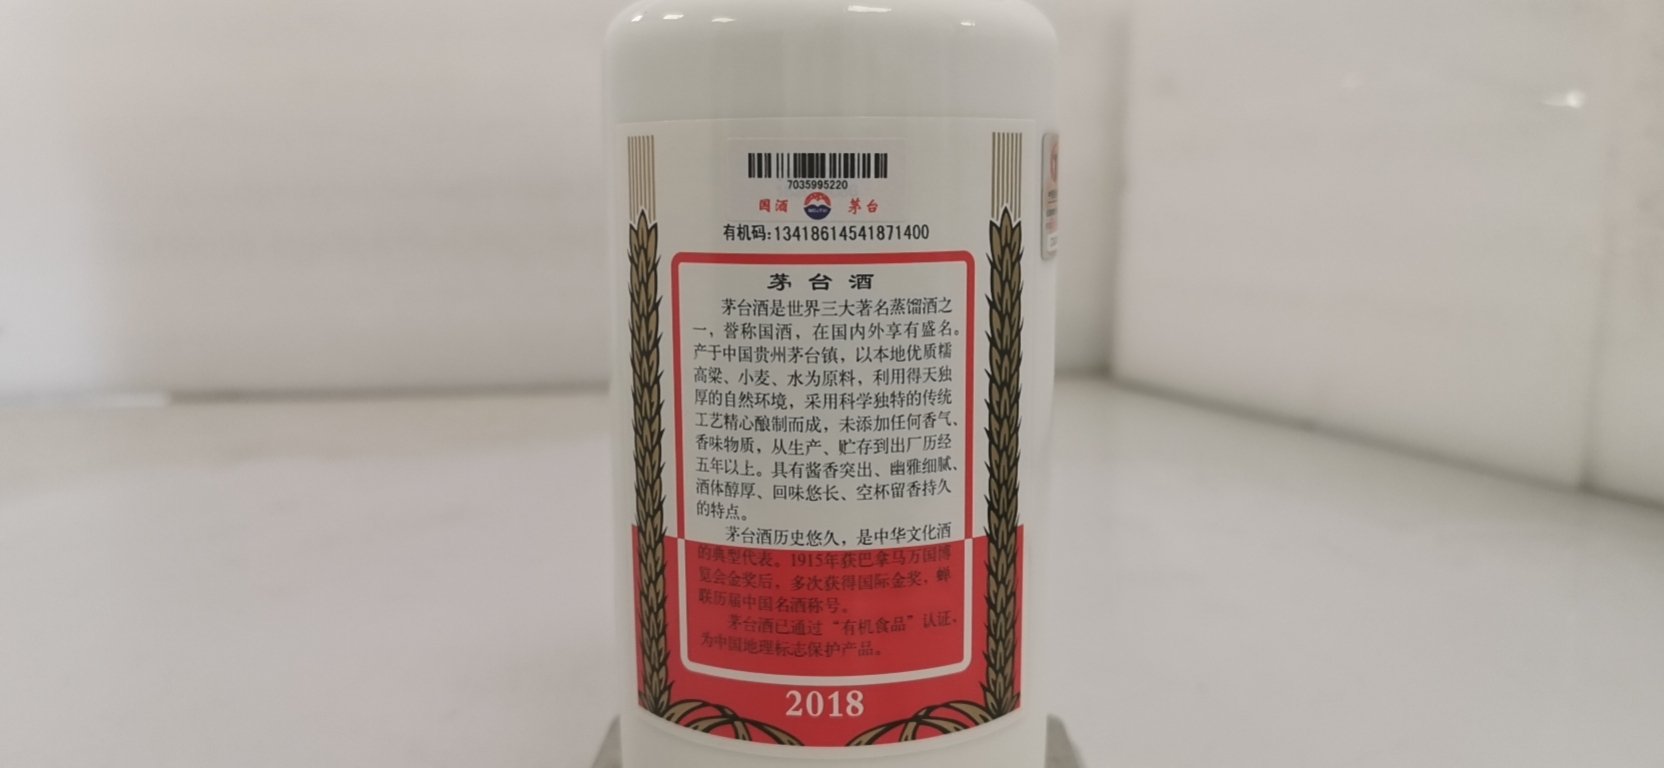 7035995220
国酒 茅台
有机码:13418614541871400
茅台酒
茅台酒是世界三大著名蒸馏酒之
一，誉称国酒，在国内外享有盛名。
产于中国贵州茅台镇，以本地优质糯
高粱、小麦、水为原料，利用得天独
厚的自然环境，采用科学独特的传统
工艺精心酿制而成，未添加任何香气、
香味物质，从生产、贮存到出厂历经
五年以上。具有酱香突出、幽雅细腻、
酒体醇厚、回味悠长、空杯留香持久
的特点。
茅台酒历史悠久，是中华文化酒
的典型代表。1915年获巴拿马万国博
览会金奖后，多次获得国际金奖，蝉
联历届中国名酒称号。
茅台酒已通过“有机食品”认证，
为中国地理标志保护产品。
2018